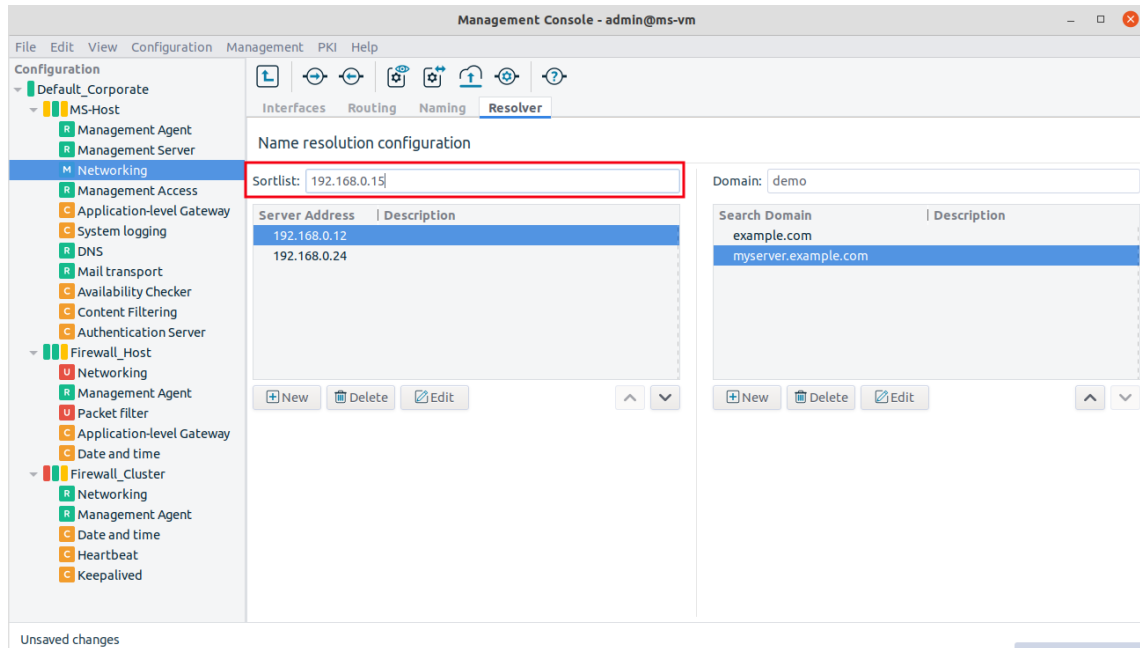 Management Console - admin@ms-vm
File Edit View Configuration Management PKI Help
Configuration
Default_Corporate
MS-Host
R Management Agent
R Management Server
M Networking
R Management Access
C Application-level Gateway
C System logging
R DNS
R Mail transport
C Availability Checker
C Content Filtering
C Authentication Server
Firewall_Host
U Networking
R Management Agent
U Packet filter
C Application-level Gateway
C Date and time
Firewall_Cluster
R Networking
R Management Agent
C Date and time
C Heartbeat
C Keepalived
Interfaces Routing Naming Resolver
Name resolution configuration
Sortlist: 192.168.0.15
Server Address | Description
192.168.0.12
192.168.0.24
New Delete Edit
Domain: demo
Search Domain | Description
example.com
myserver.example.com
New Delete Edit
Unsaved changes